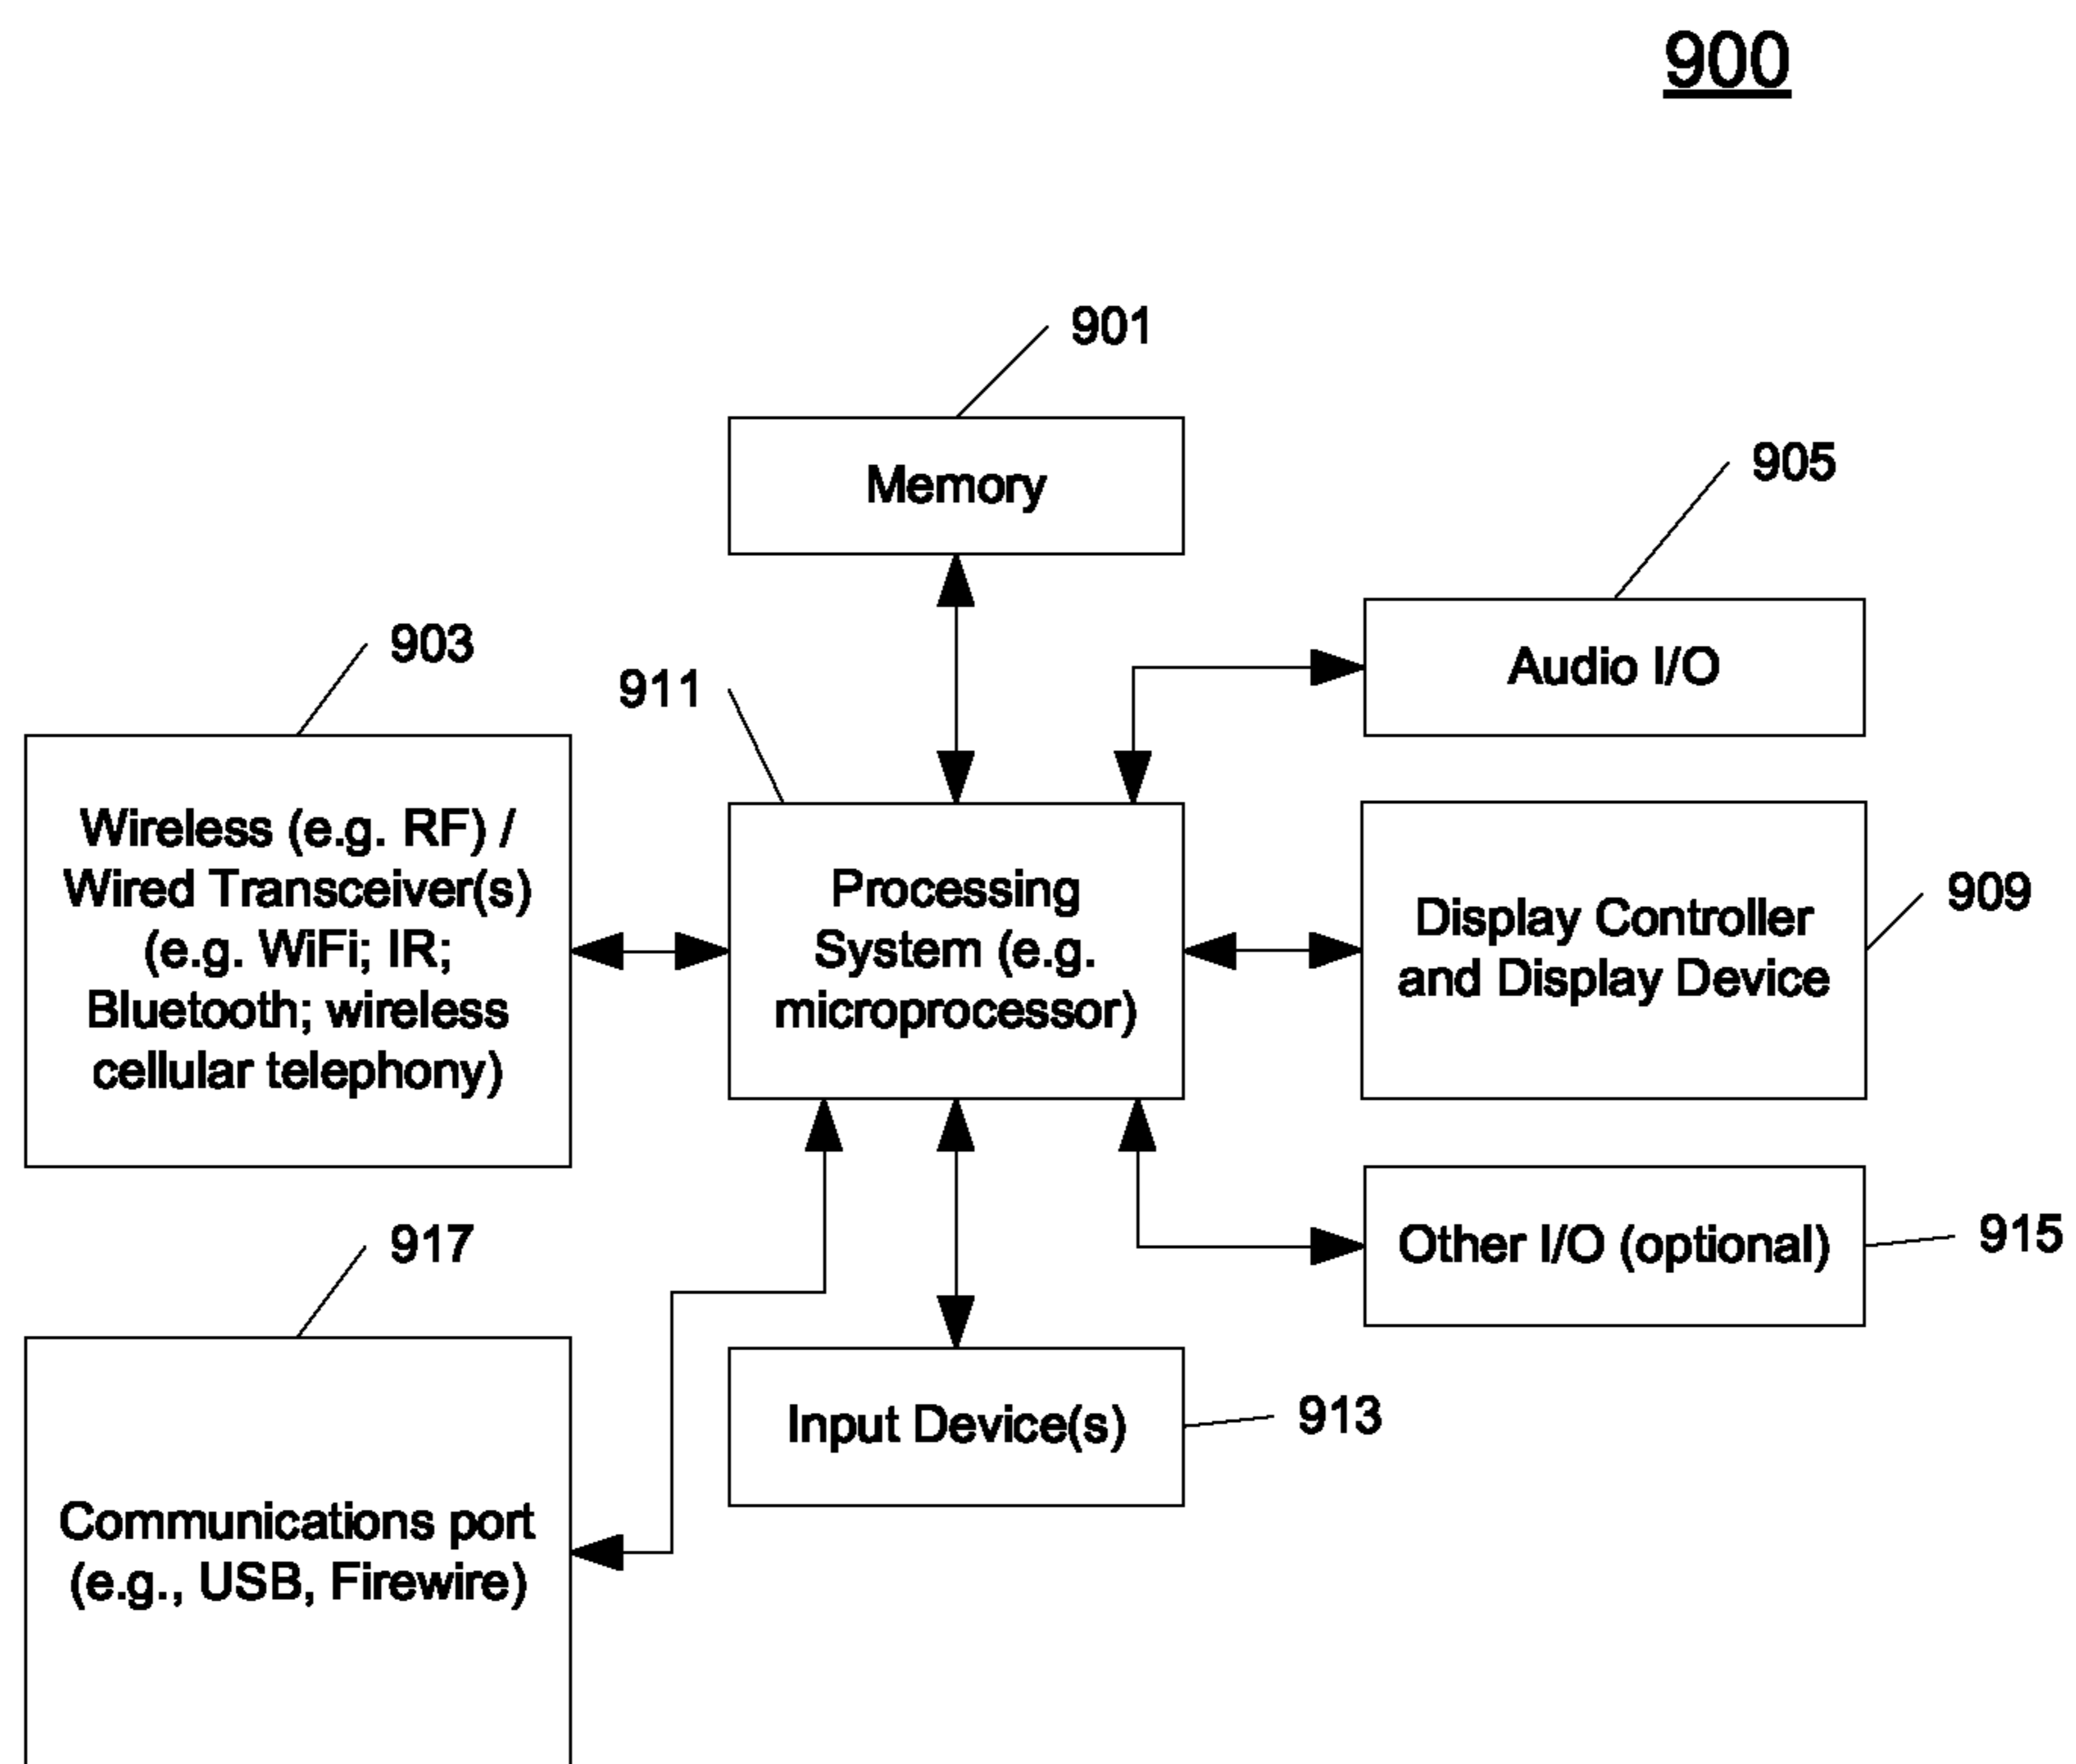 900
901
Memory
905
Audio I/O
903
911
Wireless (e.g. RF) /
Wired Transceiver(s)
(e.g. WiFi; IR;
Bluetooth; wireless
cellular telephony)
Processing
System (e.g.
microprocessor)
Display Controller
and Display Device
909
Other I/O (optional)
915
917
Input Device(s)
913
Communications port
(e.g., USB, Firewire)